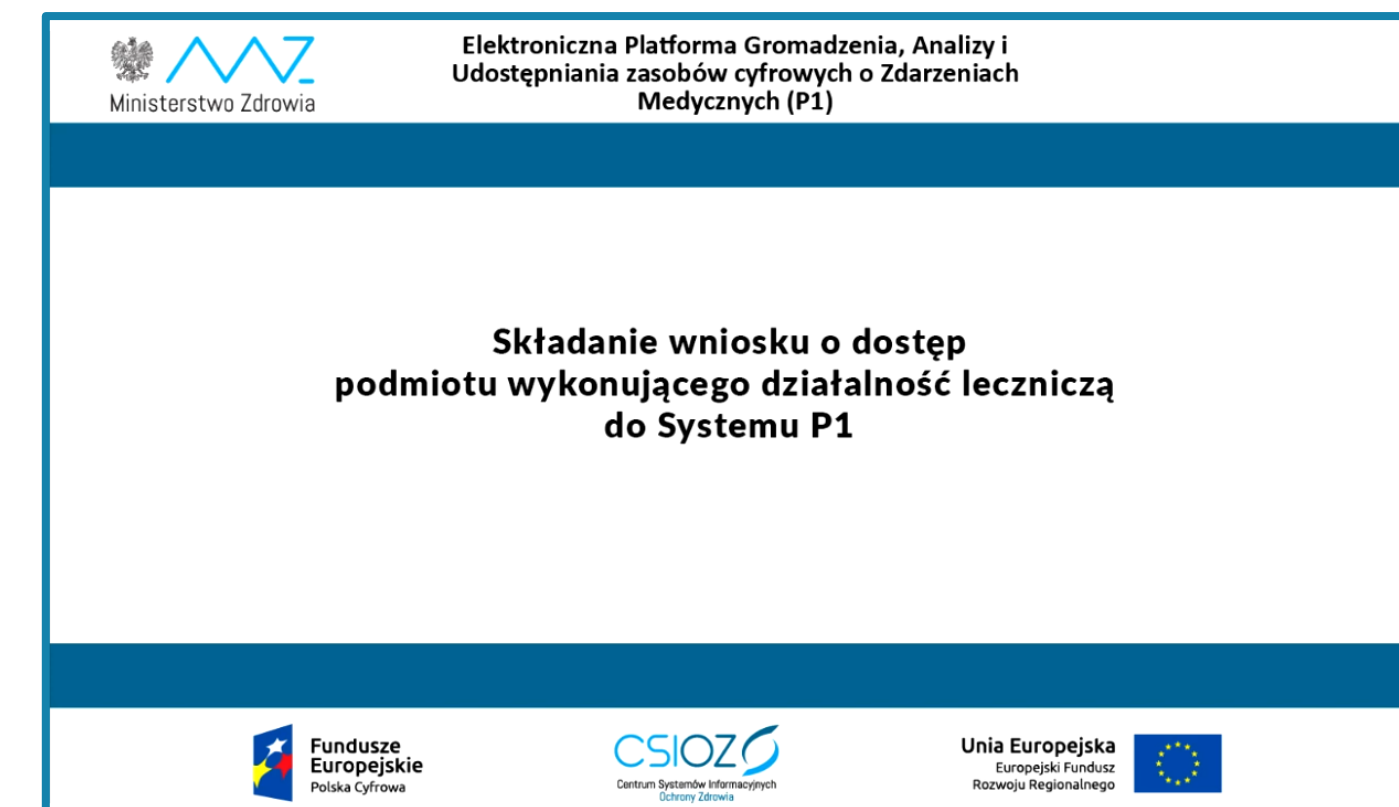 Ministerstwo Zdrowia
Elektroniczna Platforma Gromadzenia, Analizy i
Udostępniania zasobów cyfrowych o Zdarzeniach
Medycznych (P1)
Składanie wniosku o dostęp
podmiotu wykonującego działalność leczniczą
do Systemu P1
Fundusze
Europejskie
Polska Cyfrowa
CSIOZ
Centrum Systemów Informacyjnych
Ochrony Zdrowia
Unia Europejska
Europejski Fundusz
Rozwoju Regionalnego